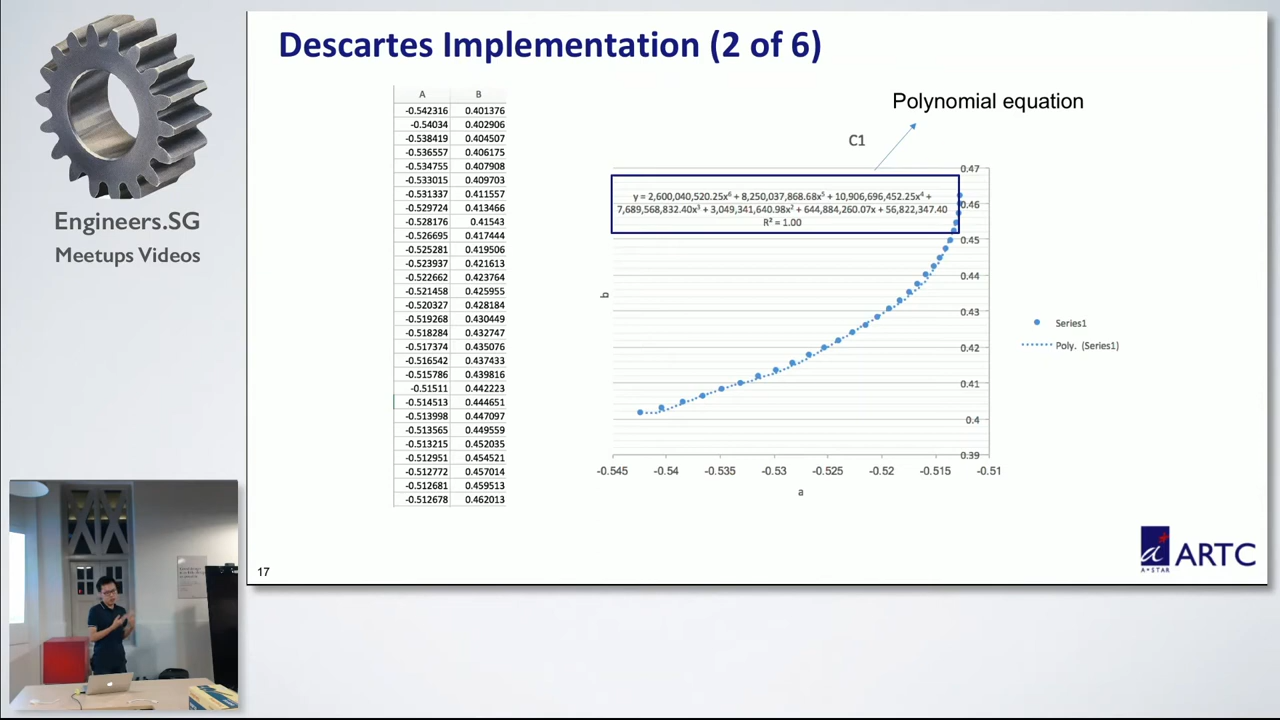 Engineers.SG
Meetups Videos
Descartes Implementation (2 of 6)
A B
-0.542316 0.401376
-0.54034 0.402906
-0.538419 0.404507
-0.536557 0.406175
-0.534755 0.407908
-0.533015 0.409703
-0.531337 0.411557
-0.529724 0.413466
-0.528176 0.41543
-0.526695 0.417444
-0.525281 0.419506
-0.523937 0.421613
-0.522662 0.423764
-0.521458 0.425955
-0.520327 0.428184
-0.519268 0.430449
-0.518284 0.432747
-0.517374 0.435076
-0.516542 0.437433
-0.515786 0.439816
-0.51511 0.442223
-0.514513 0.444651
-0.513998 0.447097
-0.513565 0.449559
-0.513215 0.452035
-0.512951 0.454521
-0.512772 0.457014
-0.512681 0.459513
-0.512678 0.462013
Polynomial equation
C1
y = 2,600,040,520.25x⁶ + 8,250,037,868.68x⁵ + 10,906,696,452.25x⁴ +
7,689,568,832.40x³ + 3,049,341,640.98x² + 644,884,260.07x + 56,822,347.40
R² = 1.00
0.47
0.46
0.45
0.44
0.43
0.42
0.41
0.4
0.39
b
-0.545 -0.54 -0.535 -0.53 -0.525 -0.52 -0.515 -0.51
a
Series1
Poly. (Series1)
17
a
A*STAR
ARTC